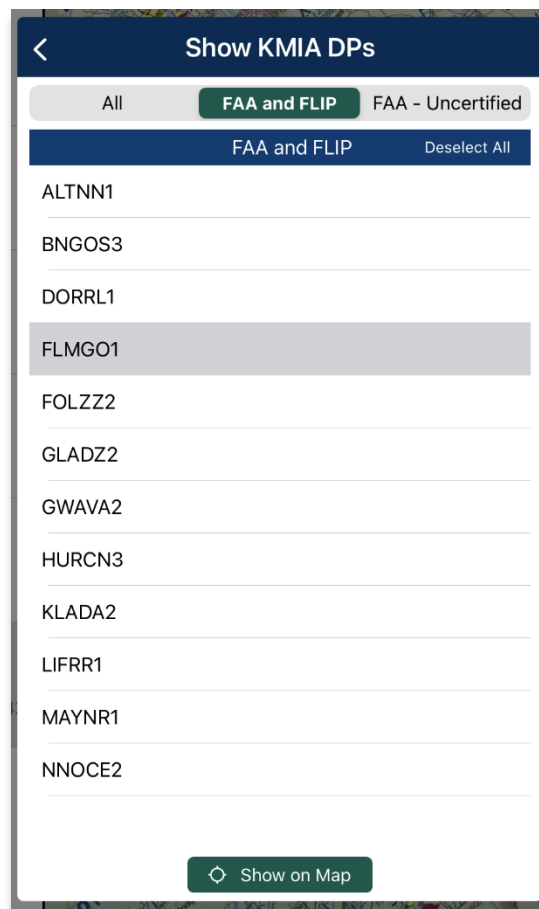 Show KMIA DPs
All FAA and FLIP FAA - Uncertified
FAA and FLIP Deselect All
ALTNN1
BNGOS3
DORRL1
FLMGO1
FOLZZ2
GLADZ2
GWAVA2
HURCN3
KLADA2
LIFRR1
MAYNR1
NNOCE2
Show on Map